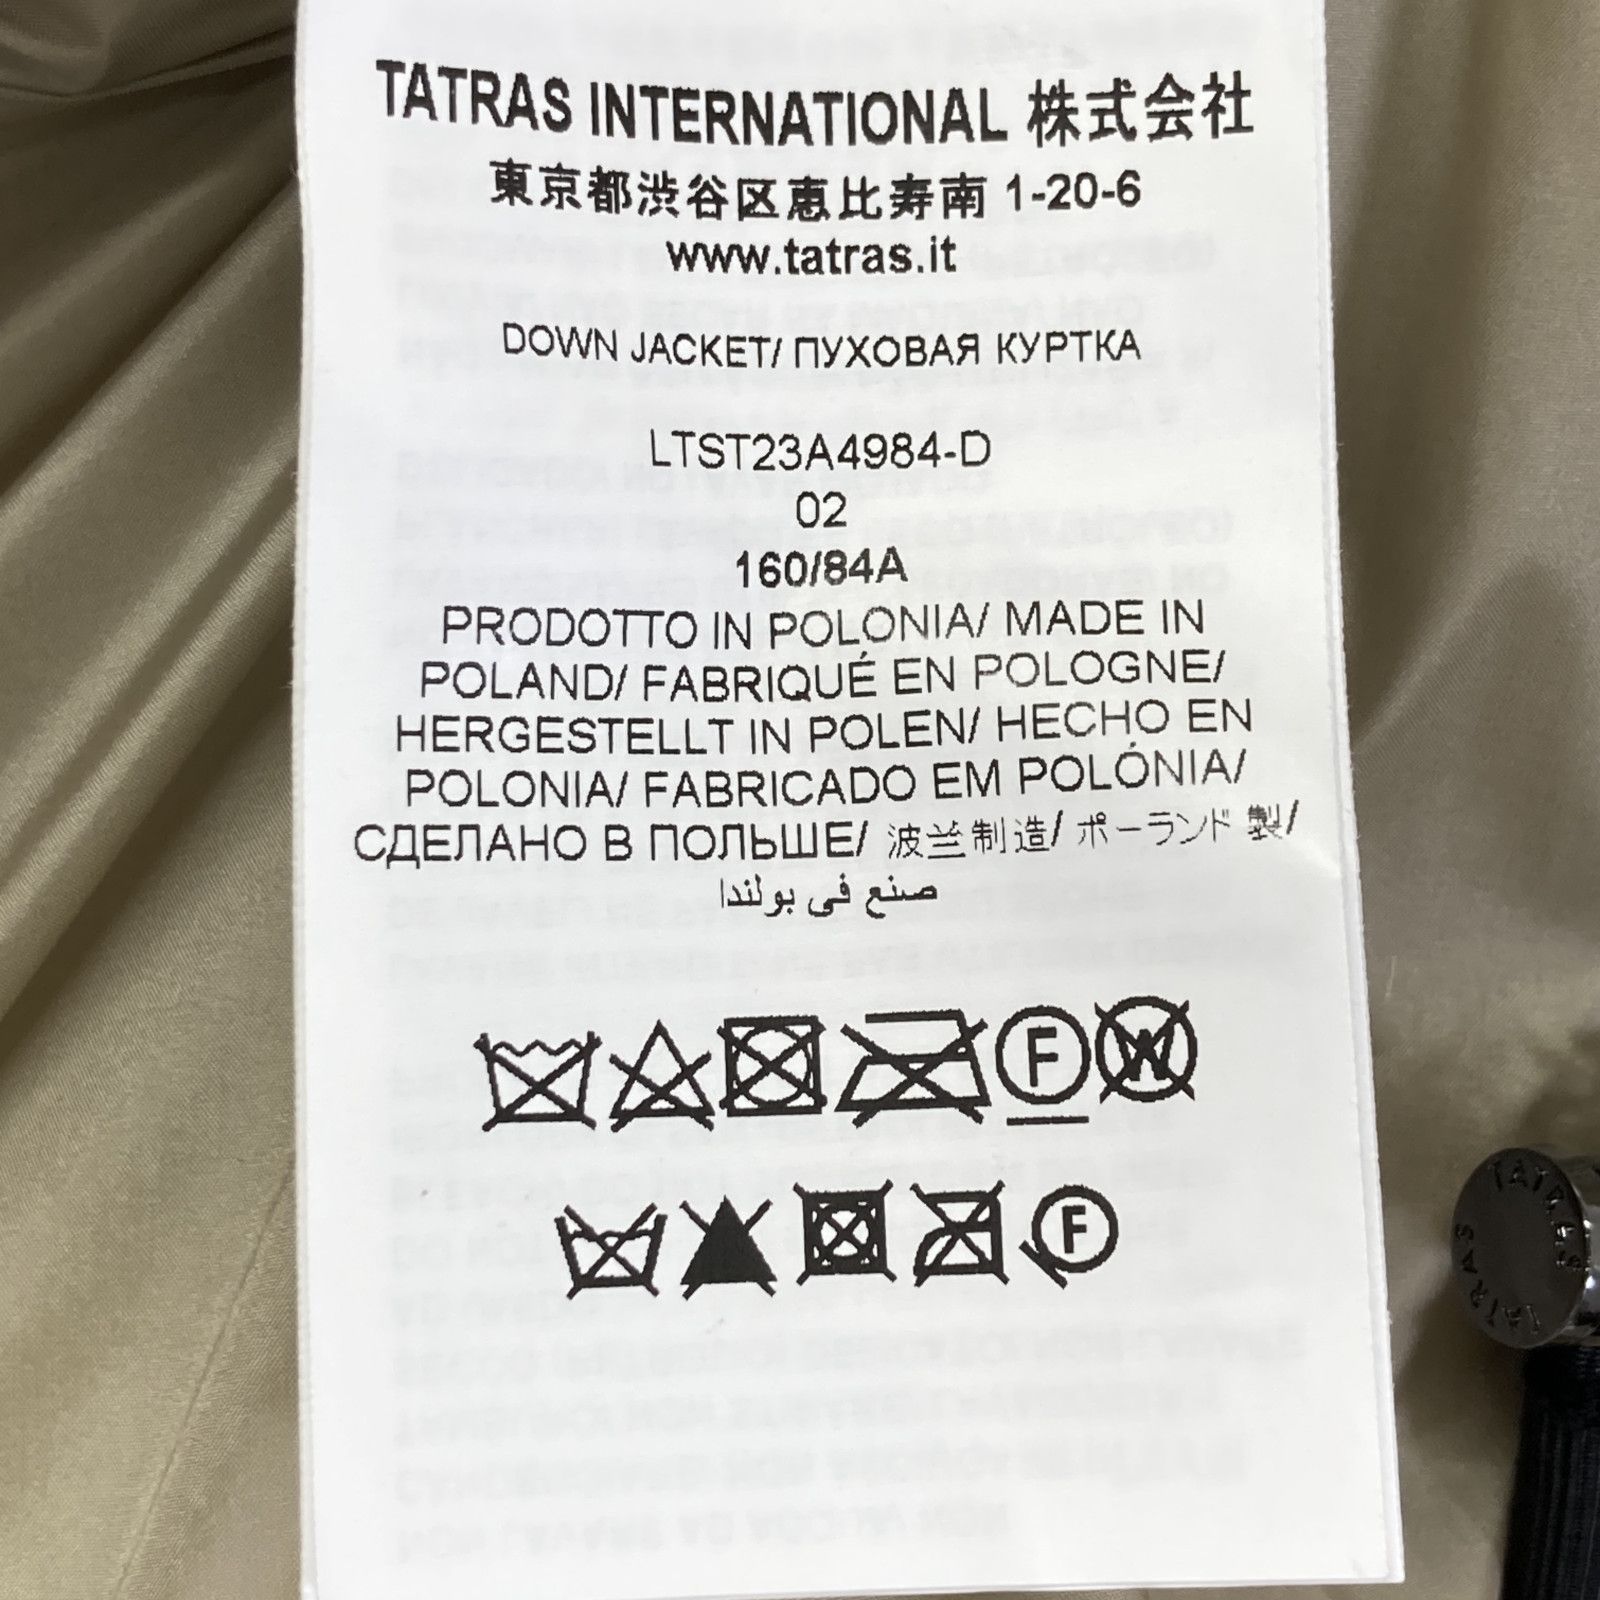 TATRAS INTERNATIONAL 株式会社
東京都渋谷区恵比寿南 1-20-6
www.tatras.it
DOWN JACKET/ ПУХОВАЯ КУРТКА
LTST23A4984-D
02
160/84A
PRODOTTO IN POLONIA/ MADE IN
POLAND/ FABRIQUÉ EN POLOGNE/
HERGESTELLT IN POLEN/ HECHO EN
POLONIA/ FABRICADO EM POLÓNIA/
СДЕЛАНО В ПОЛЬШЕ/ 波兰制造/ ポーランド 製/
صنع في بولندا
F W
F
TATRAS
TATRAS